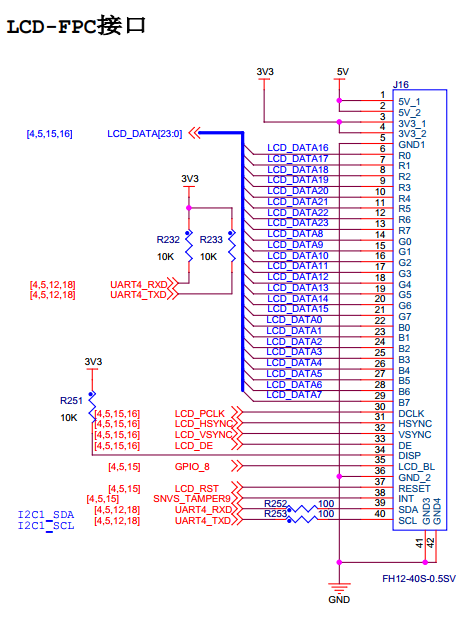 LCD-FPC接口
3V3 5V J16
1 5V_1
2 5V_2
3 3V3_1
4 3V3_2
5 GND1
[4,5,15,16] LCD_DATA[23:0]
LCD_DATA16 6 R0
LCD_DATA17 7 R1
LCD_DATA18 8 R2
LCD_DATA19 9 R3
LCD_DATA20 10 R4
LCD_DATA21 11 R5
LCD_DATA22 12 R6
LCD_DATA23 13 R7
LCD_DATA8 14 G0
LCD_DATA9 15 G1
LCD_DATA10 16 G2
LCD_DATA11 17 G3
LCD_DATA12 18 G4
LCD_DATA13 19 G5
LCD_DATA14 20 G6
LCD_DATA15 21 G7
LCD_DATA0 22 B0
LCD_DATA1 23 B1
LCD_DATA2 24 B2
LCD_DATA3 25 B3
LCD_DATA4 26 B4
LCD_DATA5 27 B5
LCD_DATA6 28 B6
LCD_DATA7 29 B7
3V3
R232 R233
10K 10K
[4,5,12,18] UART4_RXD
[4,5,12,18] UART4_TXD
3V3
R251
10K
[4,5,15,16] LCD_PCLK 30 DCLK
[4,5,15,16] LCD_HSYNC 31 HSYNC
[4,5,15,16] LCD_VSYNC 32 VSYNC
[4,5,15,16] LCD_DE 33 DE
34 DISP
[4,5,15] GPIO_8 35 LCD_BL
36 GND_2
[4,5,15] LCD_RST 37 RESET
[4,5,15] SNVS_TAMPER9 38 INT
I2C1_SDA [4,5,12,18] UART4_RXD R252 100 39 SDA
I2C1_SCL [4,5,12,18] UART4_TXD R253 100 40 SCL
GND3 GND4
41 42
FH12-40S-0.5SV
GND